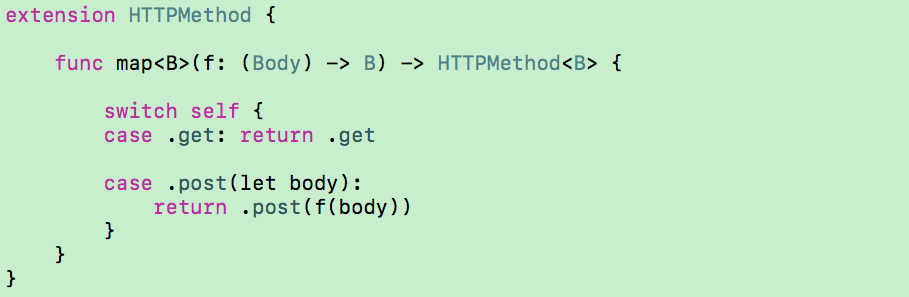 extension HTTPMethod {
func map<B>(f: (Body) -> B) -> HTTPMethod<B> {
switch self {
case .get: return .get
case .post(let body):
return .post(f(body))
}
}
}